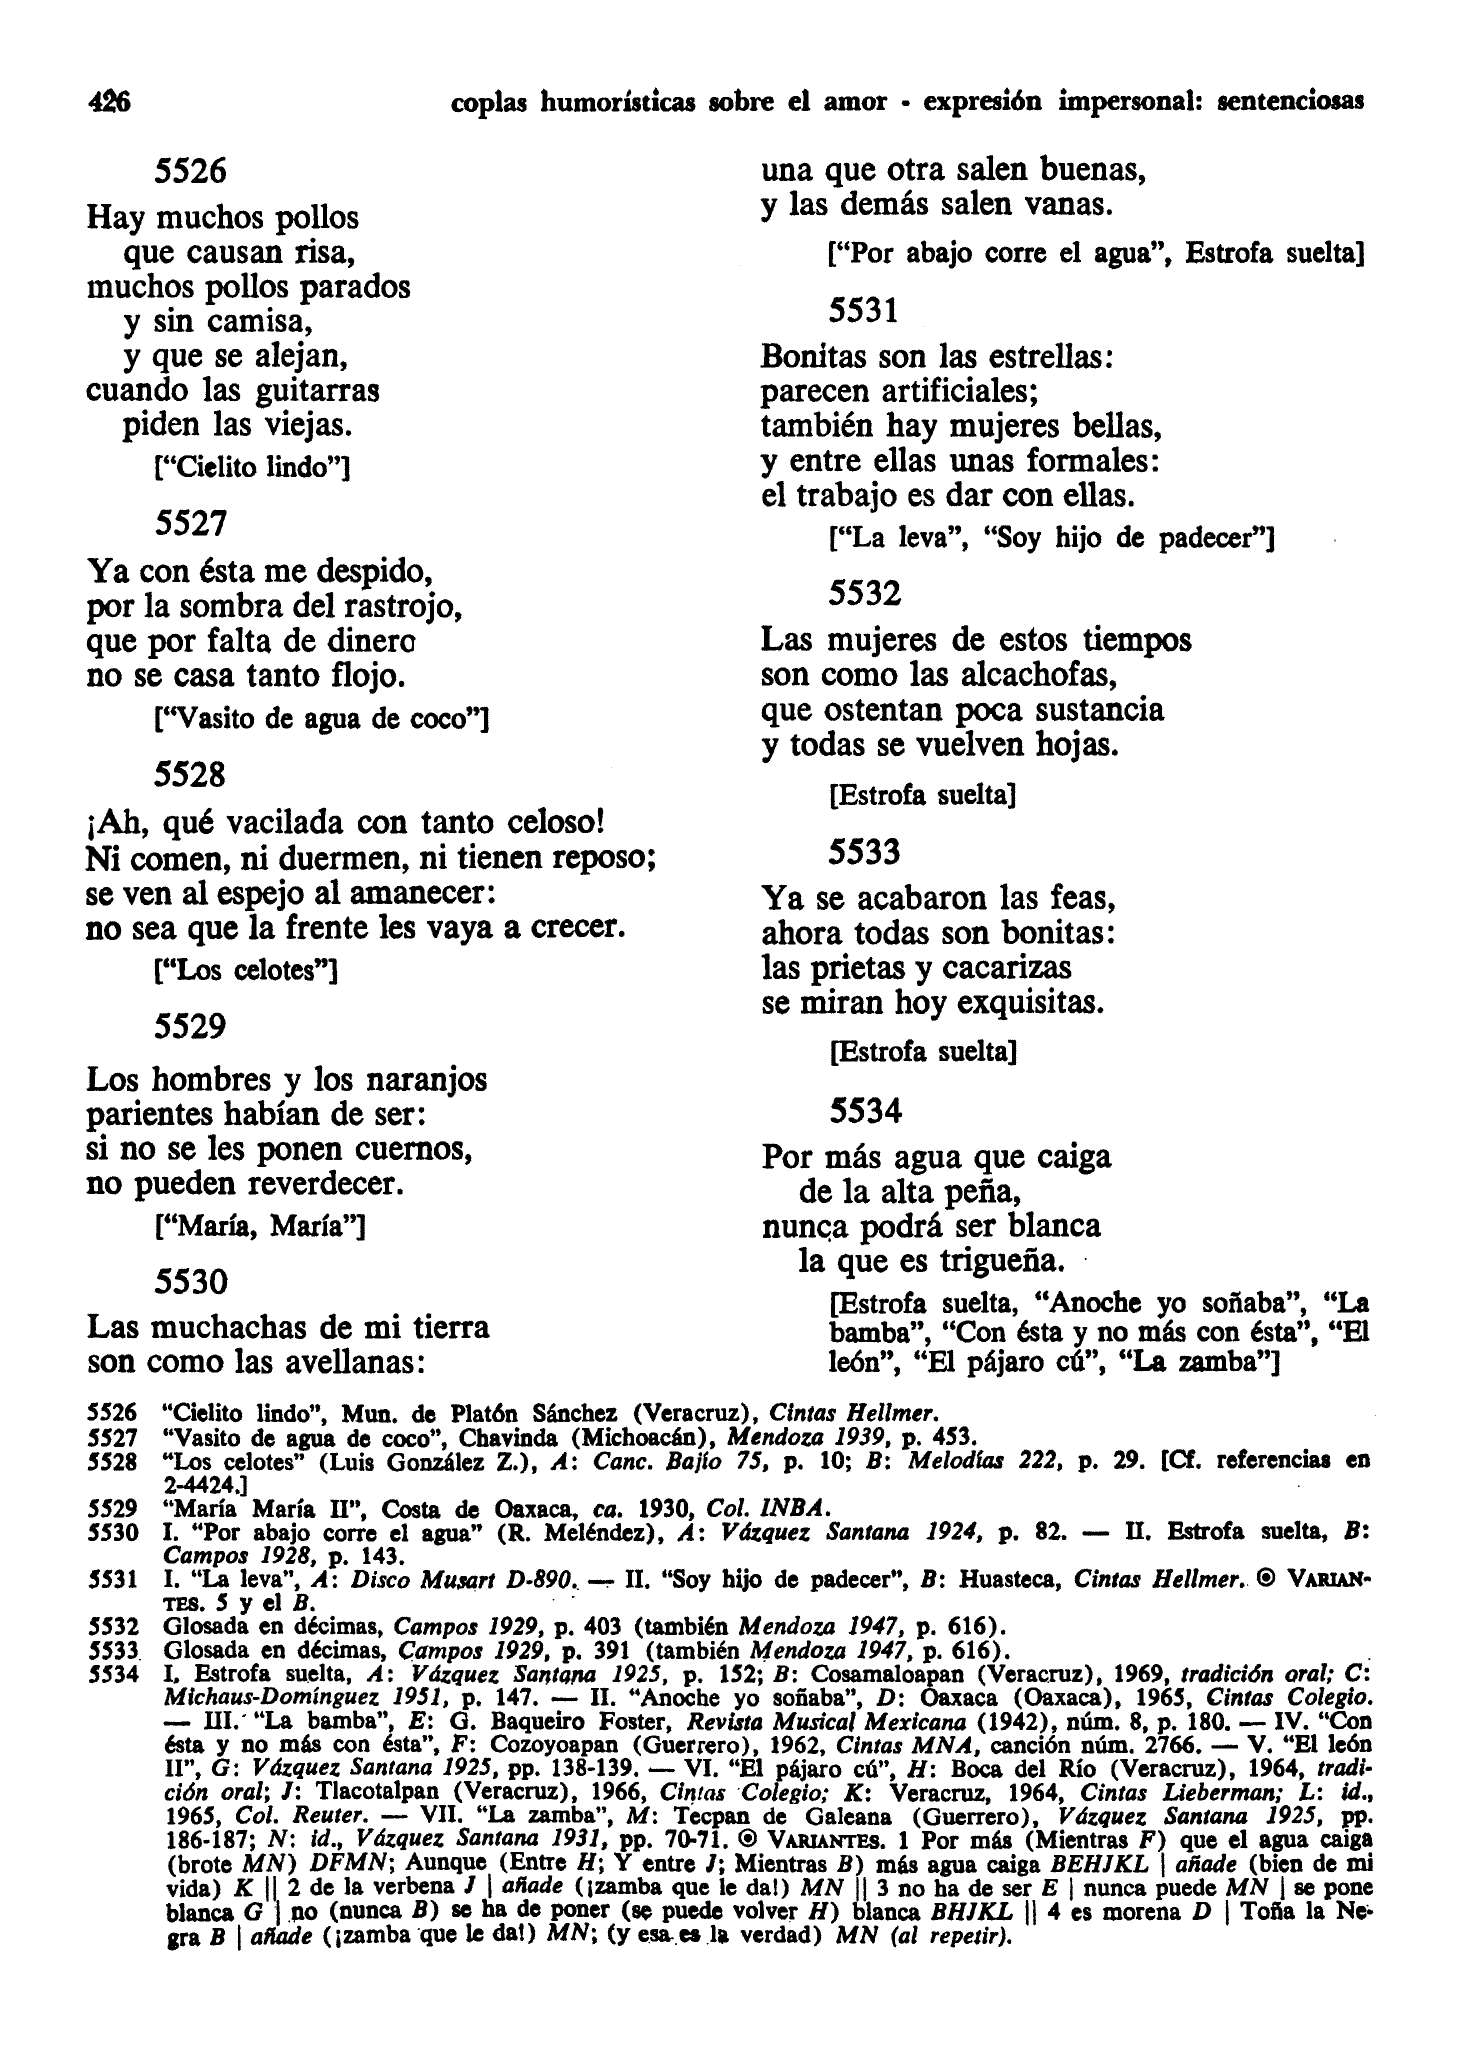 426 coplas humorísticas sobre el amor - expresión impersonal: sentenciosas
5526
Hay muchos pollos
que causan risa,
muchos pollos parados
y sin camisa,
y que se alejan,
cuando las guitarras
piden las viejas.
[“Cielito lindo”]
5527
Ya con ésta me despido,
por la sombra del rastrojo,
que por falta de dinero
no se casa tanto flojo.
[“Vasito de agua de coco”]
5528
¡Ah, qué vacilada con tanto celoso!
Ni comen, ni duermen, ni tienen reposo;
se ven al espejo al amanecer:
no sea que la frente les vaya a crecer.
[“Los celotes”]
5529
Los hombres y los naranjos
parientes habían de ser:
si no se les ponen cuernos,
no pueden reverdecer.
[“María, María”]
5530
Las muchachas de mi tierra
son como las avellanas:
una que otra salen buenas,
y las demás salen vanas.
[“Por abajo corre el agua”, Estrofa suelta]
5531
Bonitas son las estrellas:
parecen artificiales;
también hay mujeres bellas,
y entre ellas unas formales:
el trabajo es dar con ellas.
[“La leva”, “Soy hijo de padecer”]
5532
Las mujeres de estos tiempos
son como las alcachofas,
que ostentan poca sustancia
y todas se vuelven hojas.
[Estrofa suelta]
5533
Ya se acabaron las feas,
ahora todas son bonitas:
las prietas y cacarizas
se miran hoy exquisitas.
[Estrofa suelta]
5534
Por más agua que caiga
de la alta peña,
nunca podrá ser blanca
la que es trigueña.
[Estrofa suelta, “Anoche yo soñaba”, “La
bamba”, “Con ésta y no más con ésta”, “El
león”, “El pájaro cú”, “La zamba”]
5526 “Cielito lindo”, Mun. de Platón Sánchez (Veracruz), Cintas Hellmer.
5527 “Vasito de agua de coco”, Chavinda (Michoacán), Mendoza 1939, p. 453.
5528 “Los celotes” (Luis González Z.), A: Canc. Bajío 75, p. 10; B: Melodías 222, p. 29. [Cf. referencias en
2-4424.]
5529 “María María II”, Costa de Oaxaca, ca. 1930, Col. INBA.
5530 I. “Por abajo corre el agua” (R. Meléndez), A: Vázquez Santana 1924, p. 82. — II. Estrofa suelta, B:
Campos 1928, p. 143.
5531 I. “La leva”, A: Disco Musart D-890. — II. “Soy hijo de padecer”, B: Huasteca, Cintas Hellmer. ® VARIAN-
TES. 5 y el B.
5532 Glosada en décimas, Campos 1929, p. 403 (también Mendoza 1947, p. 616).
5533 Glosada en décimas, Campos 1929, p. 391 (también Mendoza 1947, p. 616).
5534 I. Estrofa suelta, A: Vázquez Santana 1925, p. 152; B: Cosamaloapan (Veracruz), 1969, tradición oral; C:
Michaus-Domínguez 1951, p. 147. — II. “Anoche yo soñaba”, D: Oaxaca (Oaxaca), 1965, Cintas Colegio.
— III. “La bamba”, E: G. Baqueiro Foster, Revista Musical Mexicana (1942), núm. 8, p. 180. — IV. “Con
ésta y no más con ésta”, F: Cozoyoapan (Guerrero), 1962, Cintas MNA, canción núm. 2766. — V. “El león
II”, G: Vázquez Santana 1925, pp. 138-139. — VI. “El pájaro cú”, H: Boca del Río (Veracruz), 1964, tradi-
ción oral; J: Tlacotalpan (Veracruz), 1966, Cintas Colegio; K: Veracruz, 1964, Cintas Lieberman; L: id.,
1965, Col. Reuter. — VII. “La zamba”, M: Tecpan de Galeana (Guerrero), Vázquez Santana 1925, pp.
186-187; N: id., Vázquez Santana 1931, pp. 70-71. ® VARIANTES. 1 Por más (Mientras F) que el agua caiga
(brote MN) DFMN; Aunque (Entre H; Y entre J; Mientras B) más agua caiga BEHJKL | añade (bien de mi
vida) K || 2 de la verbena J | añade (¡zamba que le da!) MN || 3 no ha de ser E | nunca puede MN | se pone
blanca G | no (nunca B) se ha de poner (se puede volver H) blanca BHJKL || 4 es morena D | Toña la Ne-
gra B | añade (¡zamba que le da!) MN; (y esa es la verdad) MN (al repetir).